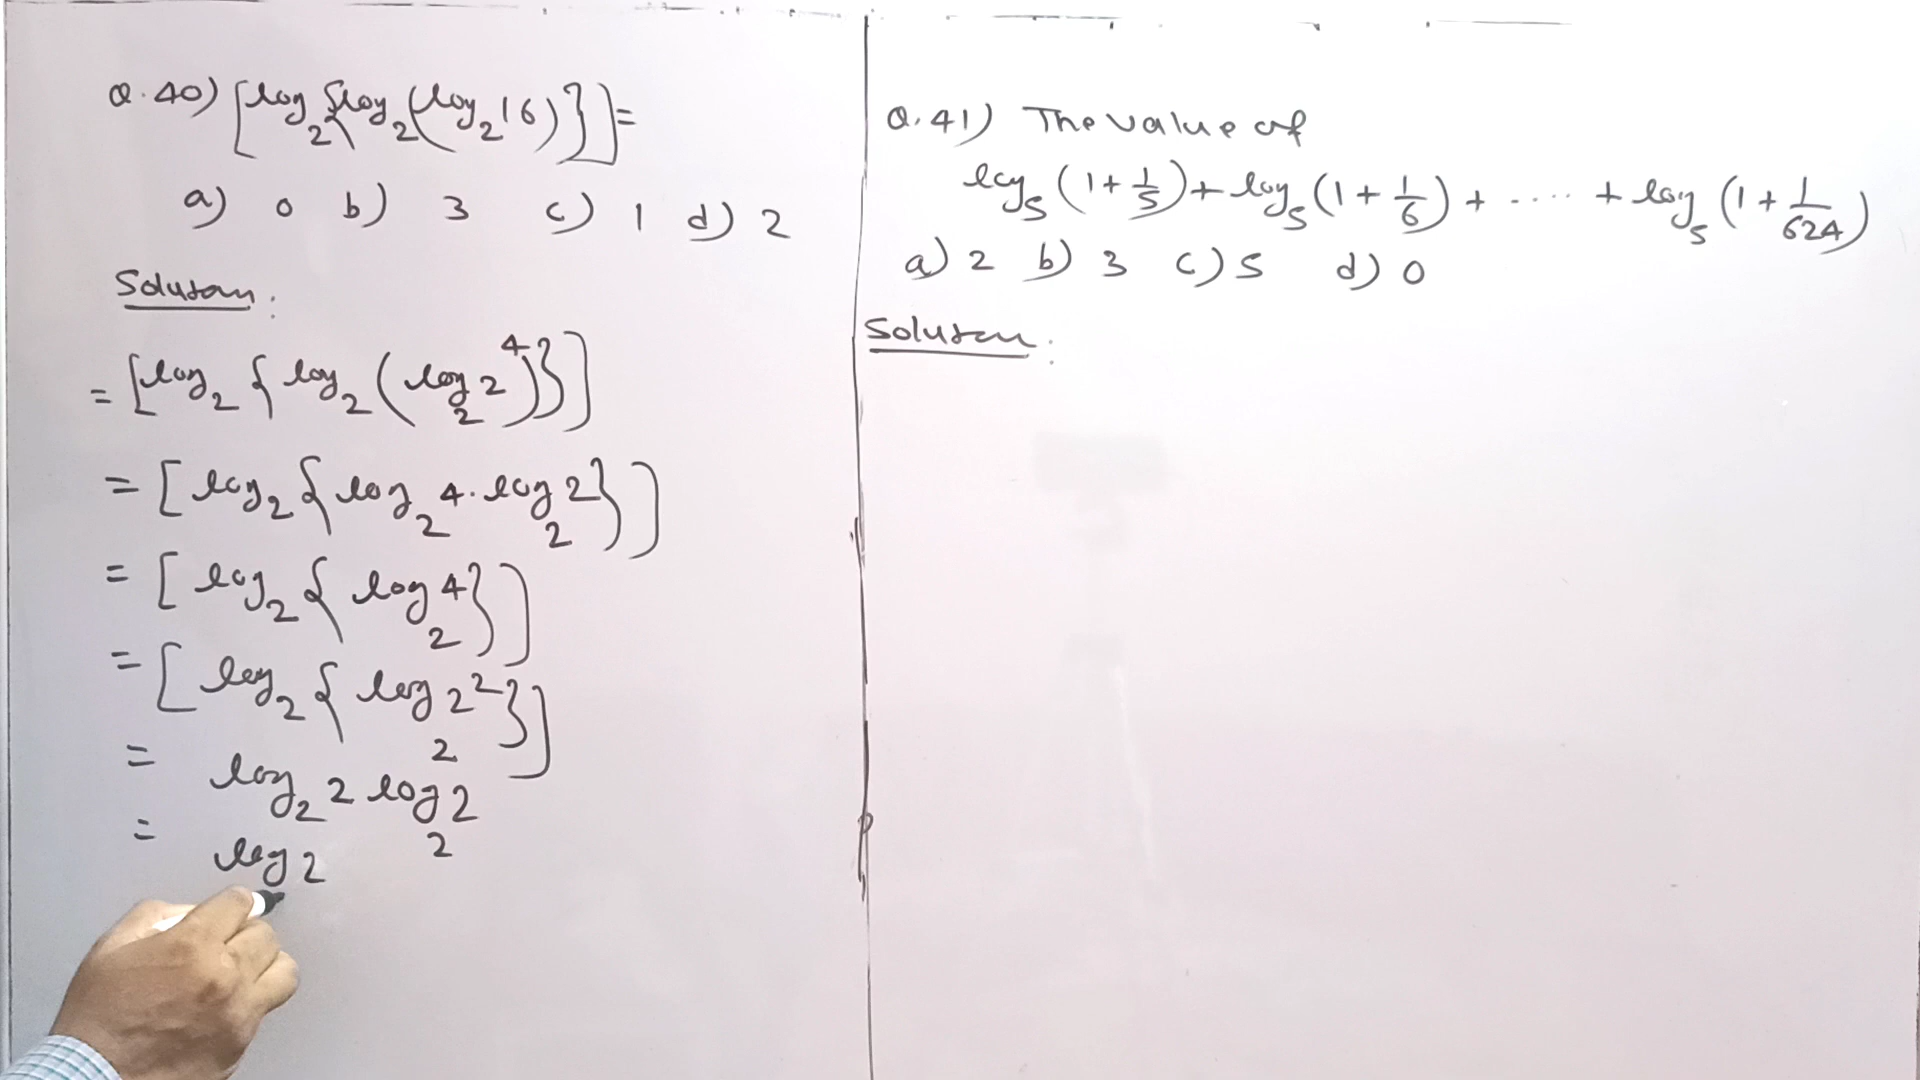 Q.40) [log₂{log₂(log₂16)}]=
a) 0 b) 3 c) 1 d) 2
Solution:
= [log₂{log₂(log₂2⁴)}]
= [log₂{log₂4.log₂2}]
= [log₂{log₂4}]
= [log₂{log₂2²}]
= log₂2 log₂2
= log2
Q.41) The value of
log₅(1+1/5)+log₅(1+1/6)+ ..... +log₅(1+1/624)
a) 2 b) 3 c) 5 d) 0
Solution: